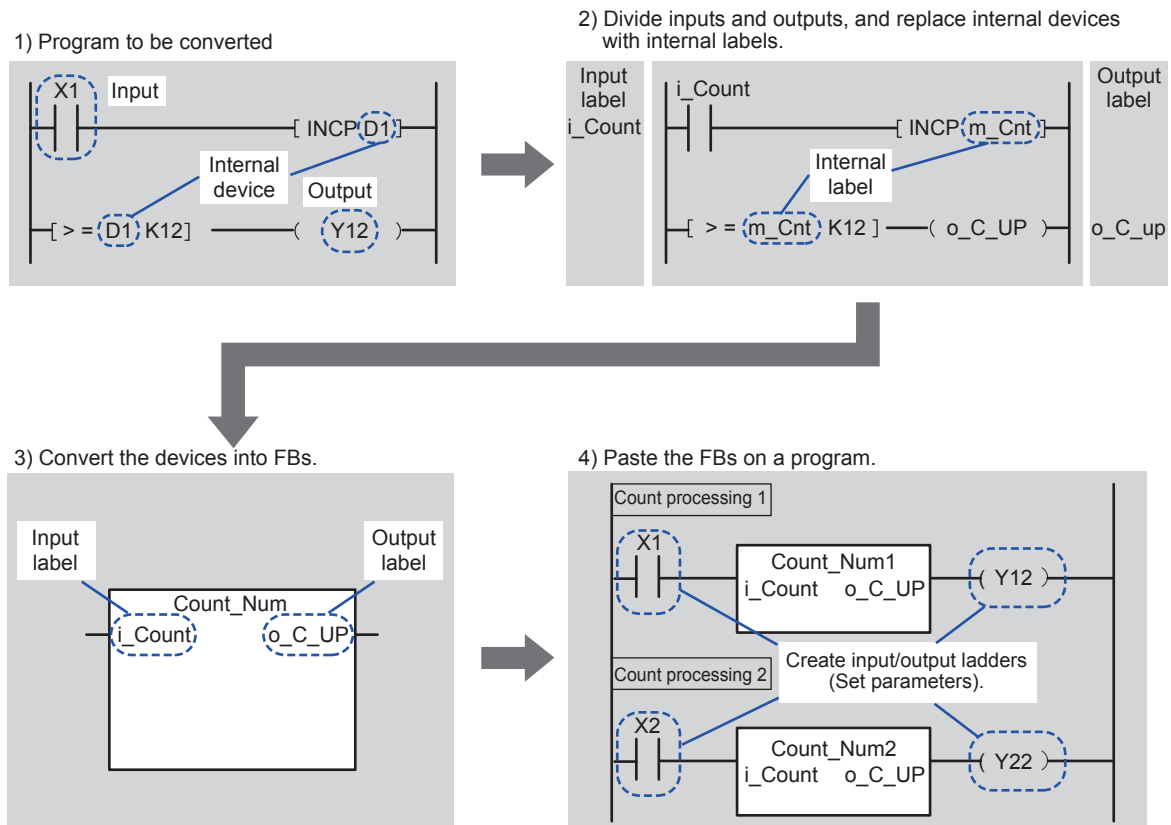 1) Program to be converted
X1
Input
[ INCP D1 ]
Internal
device
Output
[ > = D1 K12]
( Y12 )
2) Divide inputs and outputs, and replace internal devices
with internal labels.
Input
label
i_Count
i_Count
[ INCP m_Cnt ]
Internal
label
[ > = m_Cnt K12 ]
( o_C_UP )
Output
label
o_C_up
3) Convert the devices into FBs.
Input
label
Output
label
Count_Num
i_Count o_C_UP
4) Paste the FBs on a program.
Count processing 1
X1
Count_Num1
i_Count o_C_UP
( Y12 )
Create input/output ladders
(Set parameters).
Count processing 2
X2
Count_Num2
i_Count o_C_UP
( Y22 )